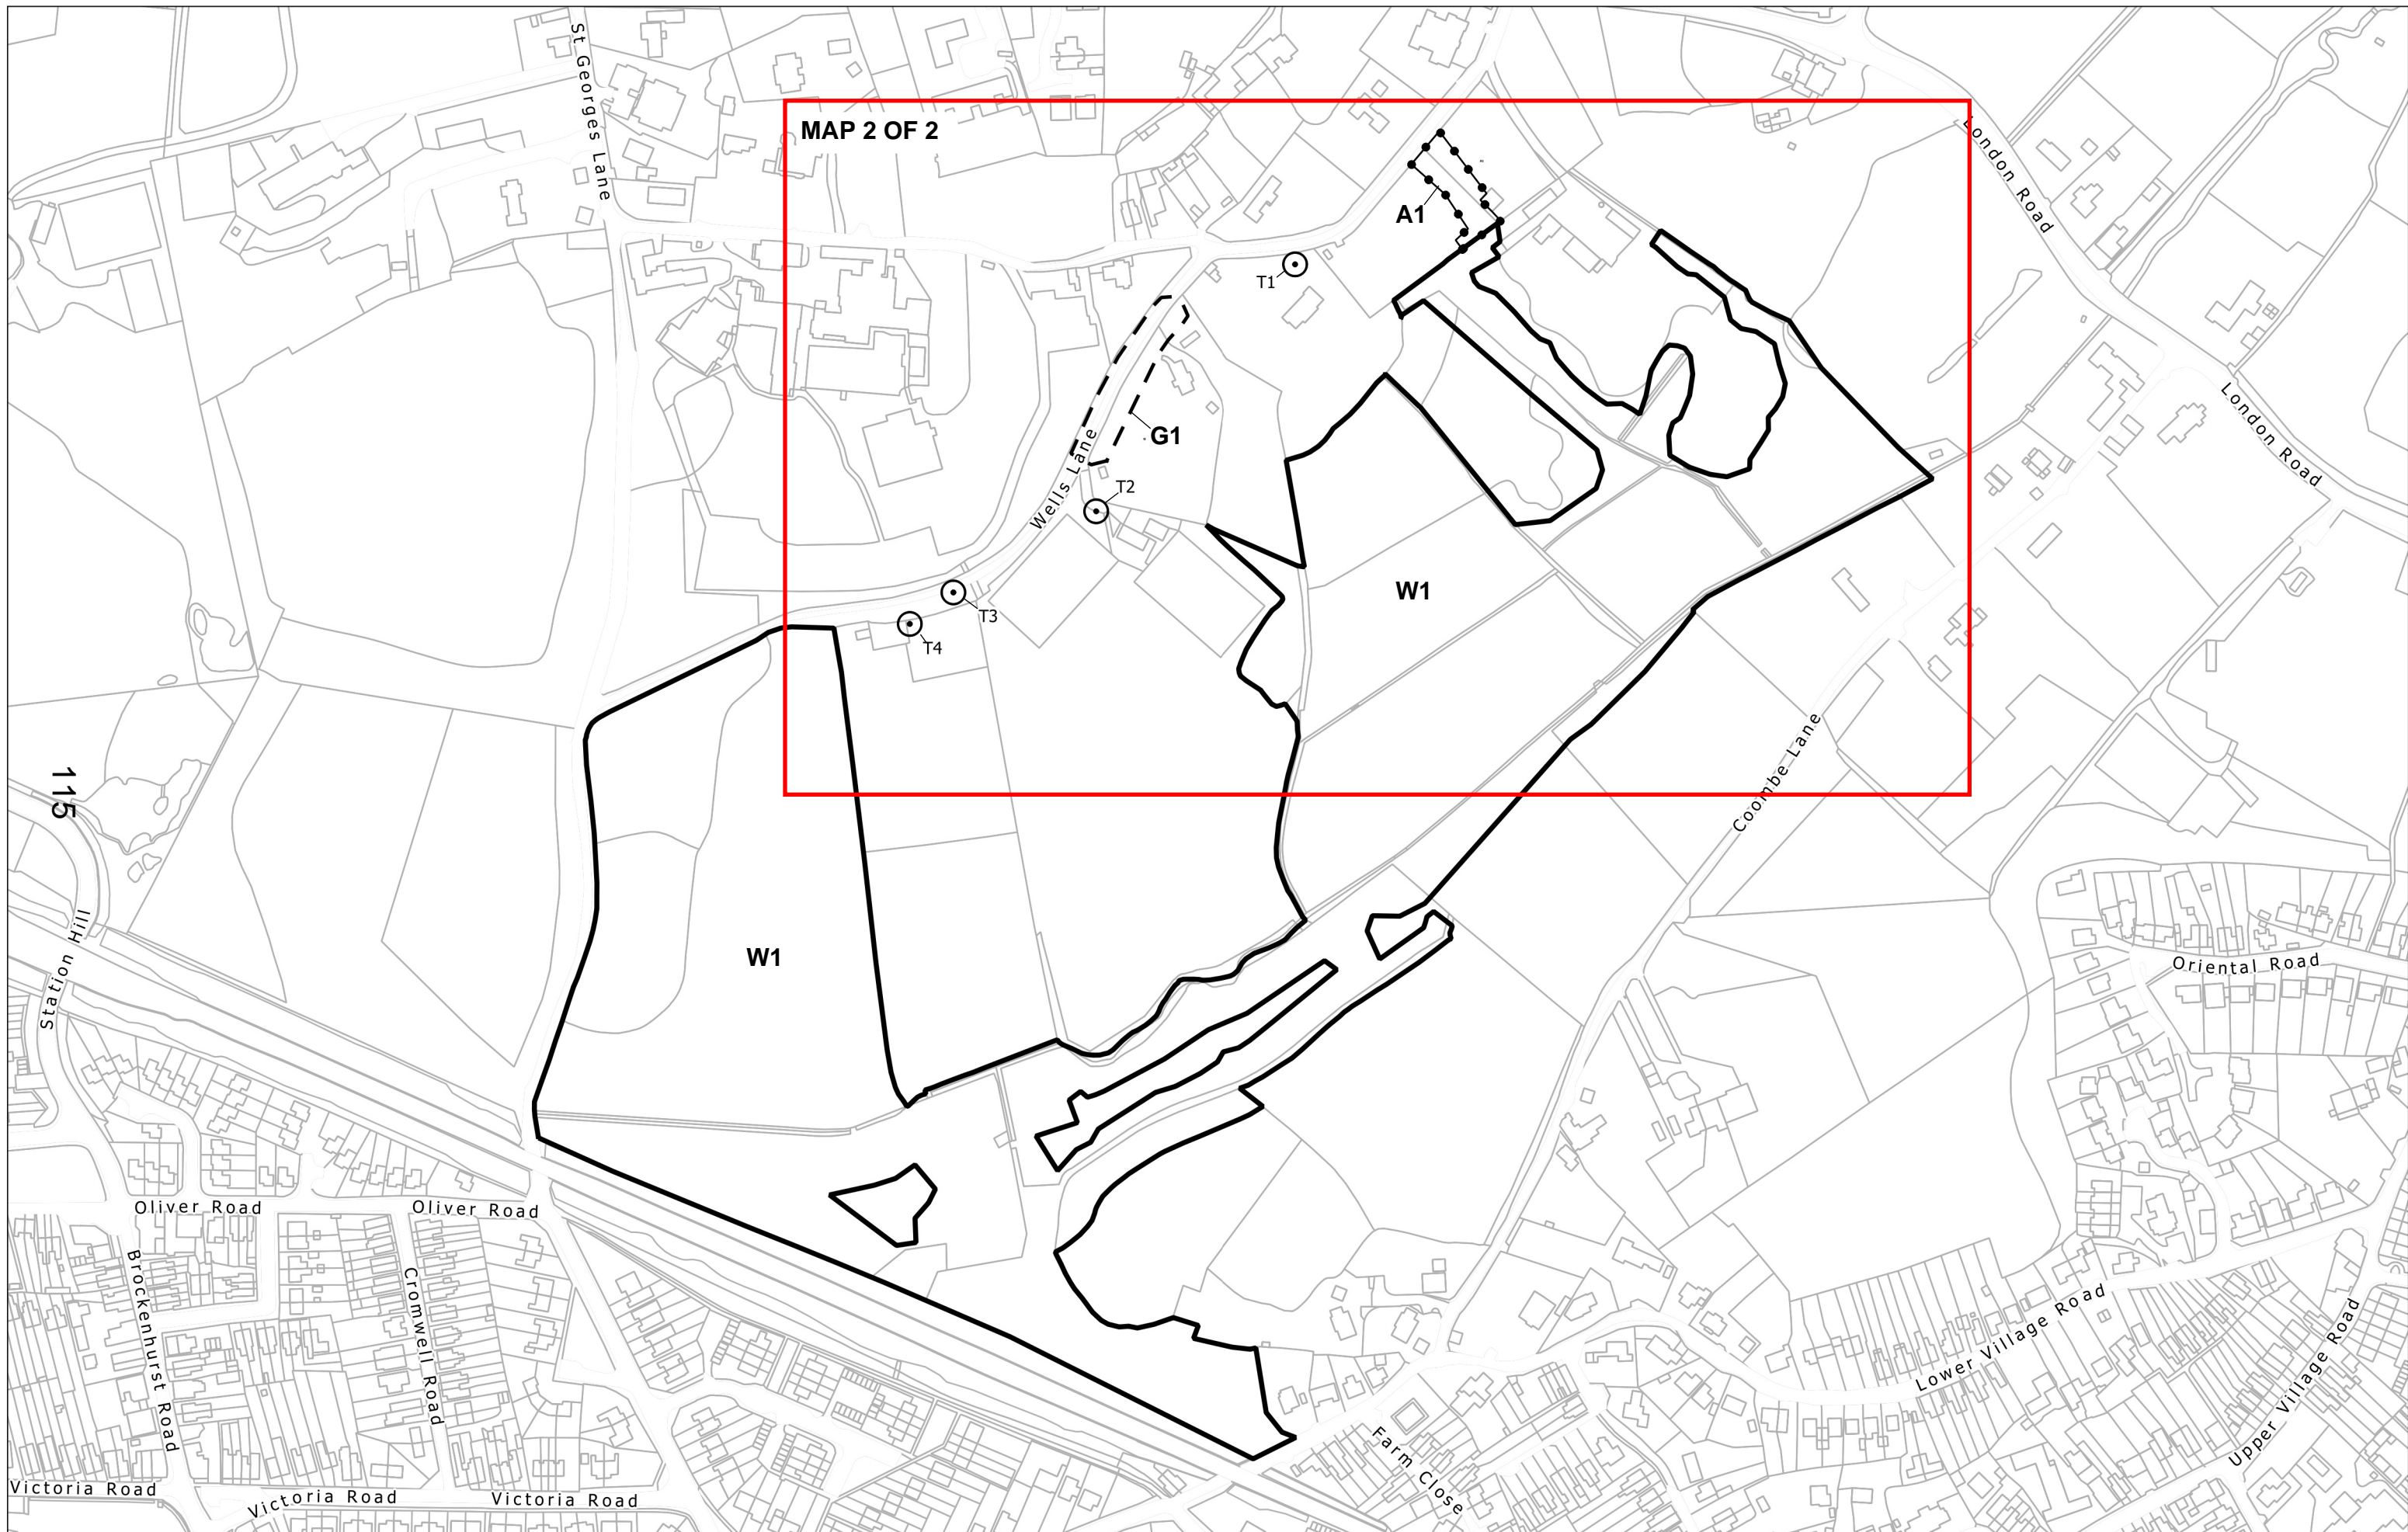 St Georges Lane
MAP 2 OF 2
London Road
A1
T1
London Road
G1
Wells Lane
T2
W1
T3
T4
Coombe Lane
115
Station Hill
W1
Oriental Road
Oliver Road
Oliver Road
Brockenhurst Road
Cromwell Road
Lower Village Road
Upper Village Road
Farm Close
Victoria Road
Victoria Road
Victoria Road